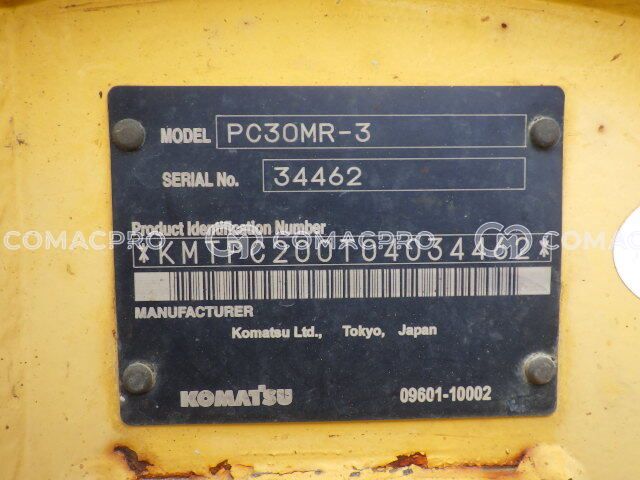 MODEL PC30MR-3
SERIAL No. 34462
Product Identification Number
COMACPRO COMACPRO COMACPRO
*KMTPC200T04034462*
MANUFACTURER
Komatsu Ltd., Tokyo, Japan
KOMATSU 09601-10002